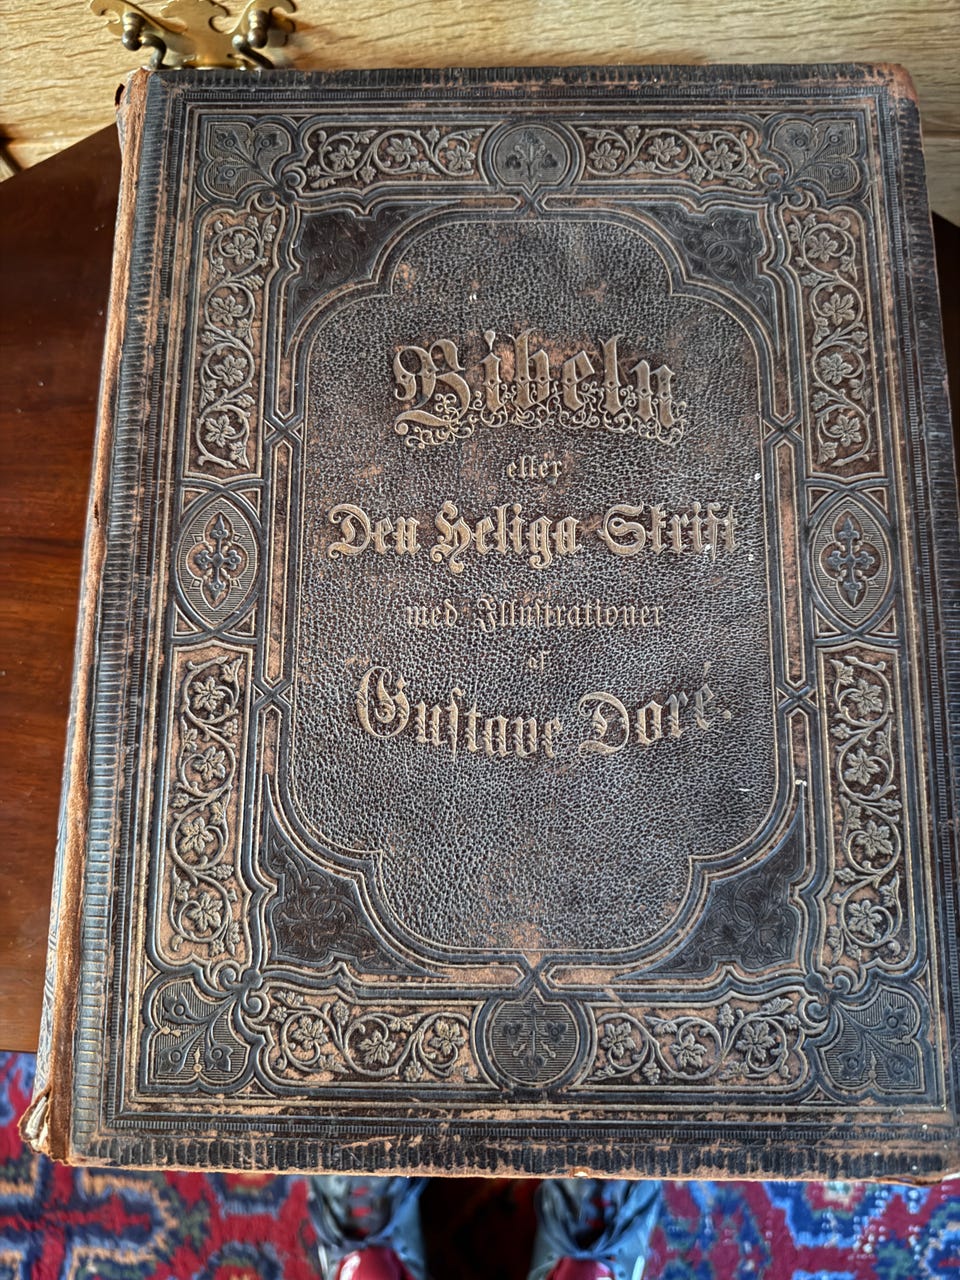 Bibeln
eller
Den Heliga Skrift
med Illustrationer
af
Gustave Doré.